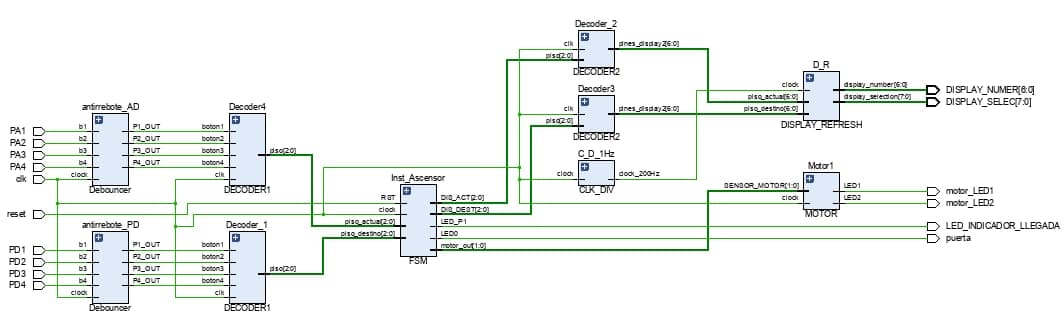 Decoder_2
clk
piso[2:0]
pines_display2[6:0]
DECODER2
Decoder3
clk
piso[2:0]
pines_display2[6:0]
DECODER2
C_D_1Hz
clock
clock_200Hz
CLK_DIV
D_R
clock
piso_actual[6:0]
piso_destino[6:0]
display_number[6:0]
display_selection[7:0]
DISPLAY_REFRESH
DISPLAY_NUMER[6:0]
DISPLAY_SELEC[7:0]
antirrebote_AD
PA1
PA2
PA3
PA4
clk
b1
b2
b3
b4
clock
P1_OUT
P2_OUT
P3_OUT
P4_OUT
Debouncer
Decoder4
boton1
boton2
boton3
boton4
clk
piso[2:0]
DECODER1
reset
Inst_Ascensor
RST
clock
piso_actual[2:0]
piso_destino[2:0]
DIS_ACT[2:0]
DIS_DEST[2:0]
LED_P1
LED0
motor_out[1:0]
FSM
Motor1
SENSOR_MOTOR[1:0]
clock
LED1
LED2
MOTOR
motor_LED1
motor_LED2
LED_INDICADOR_LLEGADA
puerta
antirrebote_PD
PD1
PD2
PD3
PD4
b1
b2
b3
b4
clock
P1_OUT
P2_OUT
P3_OUT
P4_OUT
Debouncer
Decoder_1
boton1
boton2
boton3
boton4
clk
piso[2:0]
DECODER1